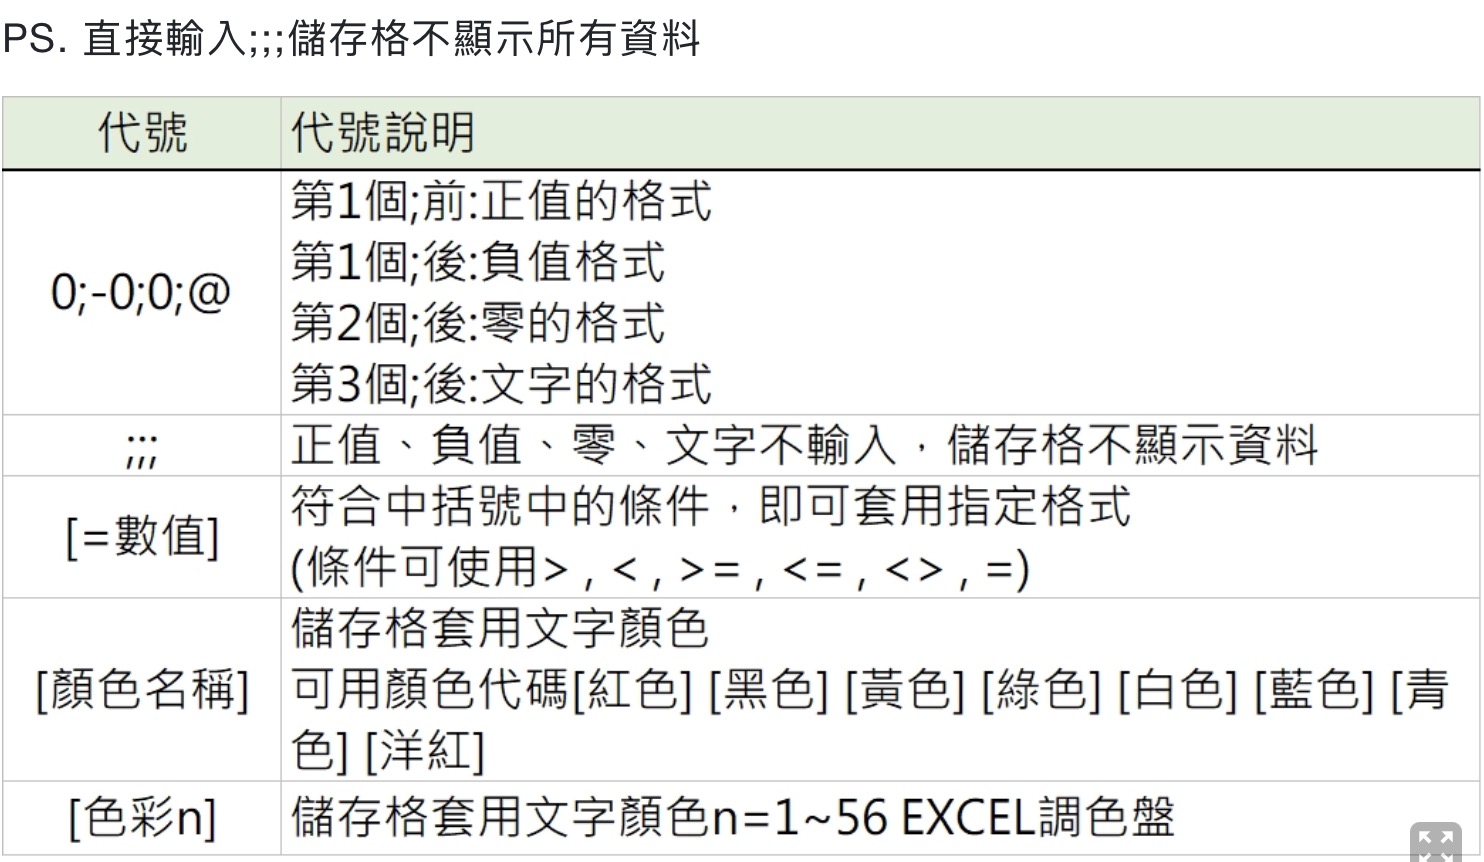 PS. 直接輸入;;;儲存格不顯示所有資料
代號 代號說明
0;-0;0;@
第1個;前:正值的格式
第1個;後:負值格式
第2個;後:零的格式
第3個;後:文字的格式
;;; 正值、負值、零、文字不輸入，儲存格不顯示資料
[=數值]
符合中括號中的條件，即可套用指定格式
(條件可使用> , < , >= , <= , <> , =)
[顏色名稱]
儲存格套用文字顏色
可用顏色代碼[紅色] [黑色] [黃色] [綠色] [白色] [藍色] [青
色] [洋紅]
[色彩n] 儲存格套用文字顏色n=1~56 EXCEL調色盤